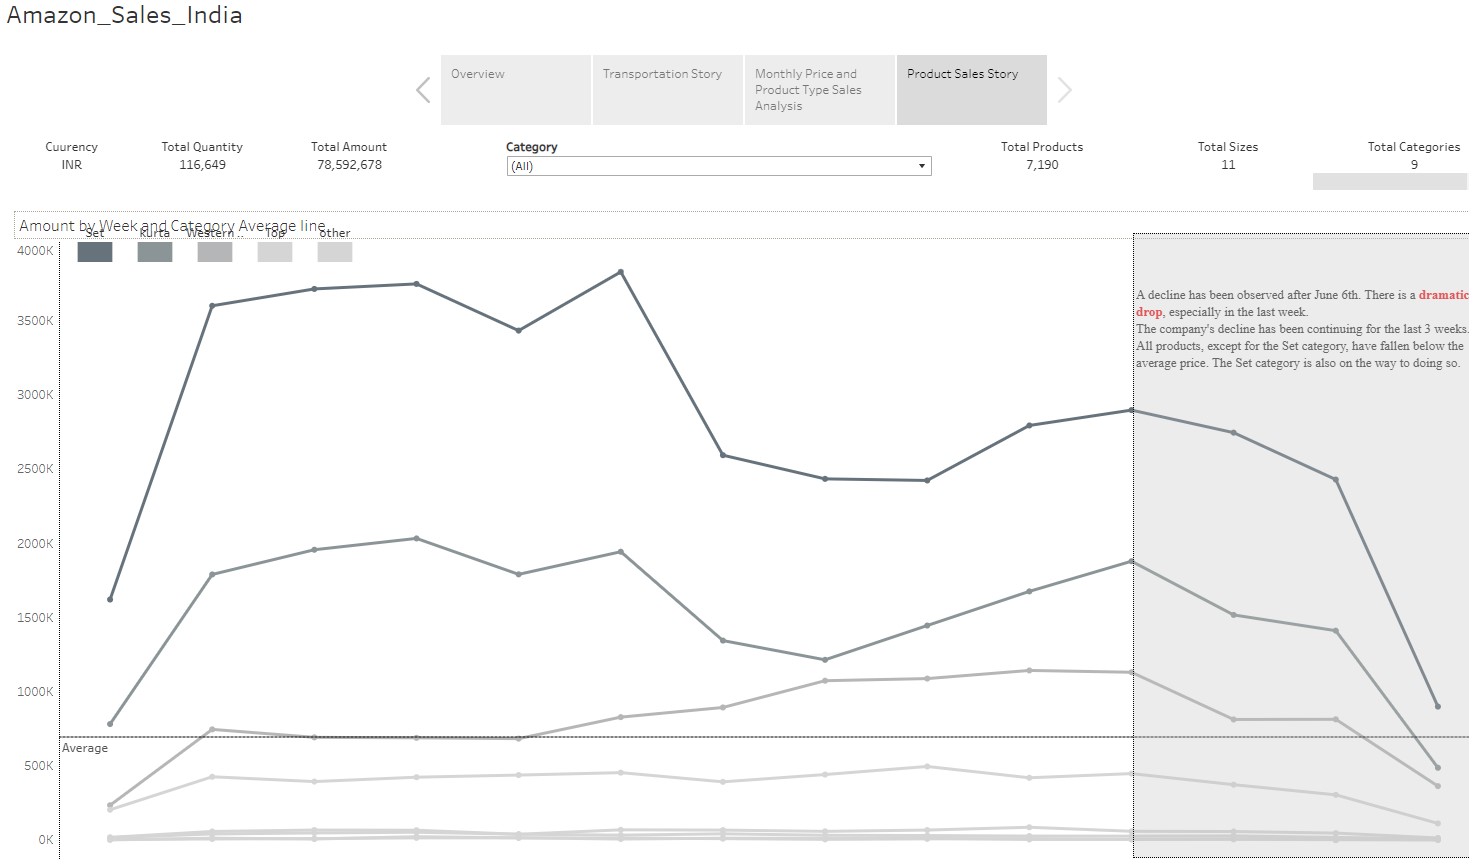 Amazon_Sales_India
Overview
Transportation Story
Monthly Price and
Product Type Sales
Analysis
Product Sales Story
Cuurency
INR
Total Quantity
116,649
Total Amount
78,592,678
Category
(All)
Total Products
7,190
Total Sizes
11
Total Categories
9
Amount by Week and Category Average line
Set
kurta
Western ..
Top
other
4000K
3500K
3000K
2500K
2000K
1500K
1000K
500K
0K
Average
A decline has been observed after June 6th. There is a dramatic
drop, especially in the last week.
The company's decline has been continuing for the last 3 weeks.
All products, except for the Set category, have fallen below the
average price. The Set category is also on the way to doing so.